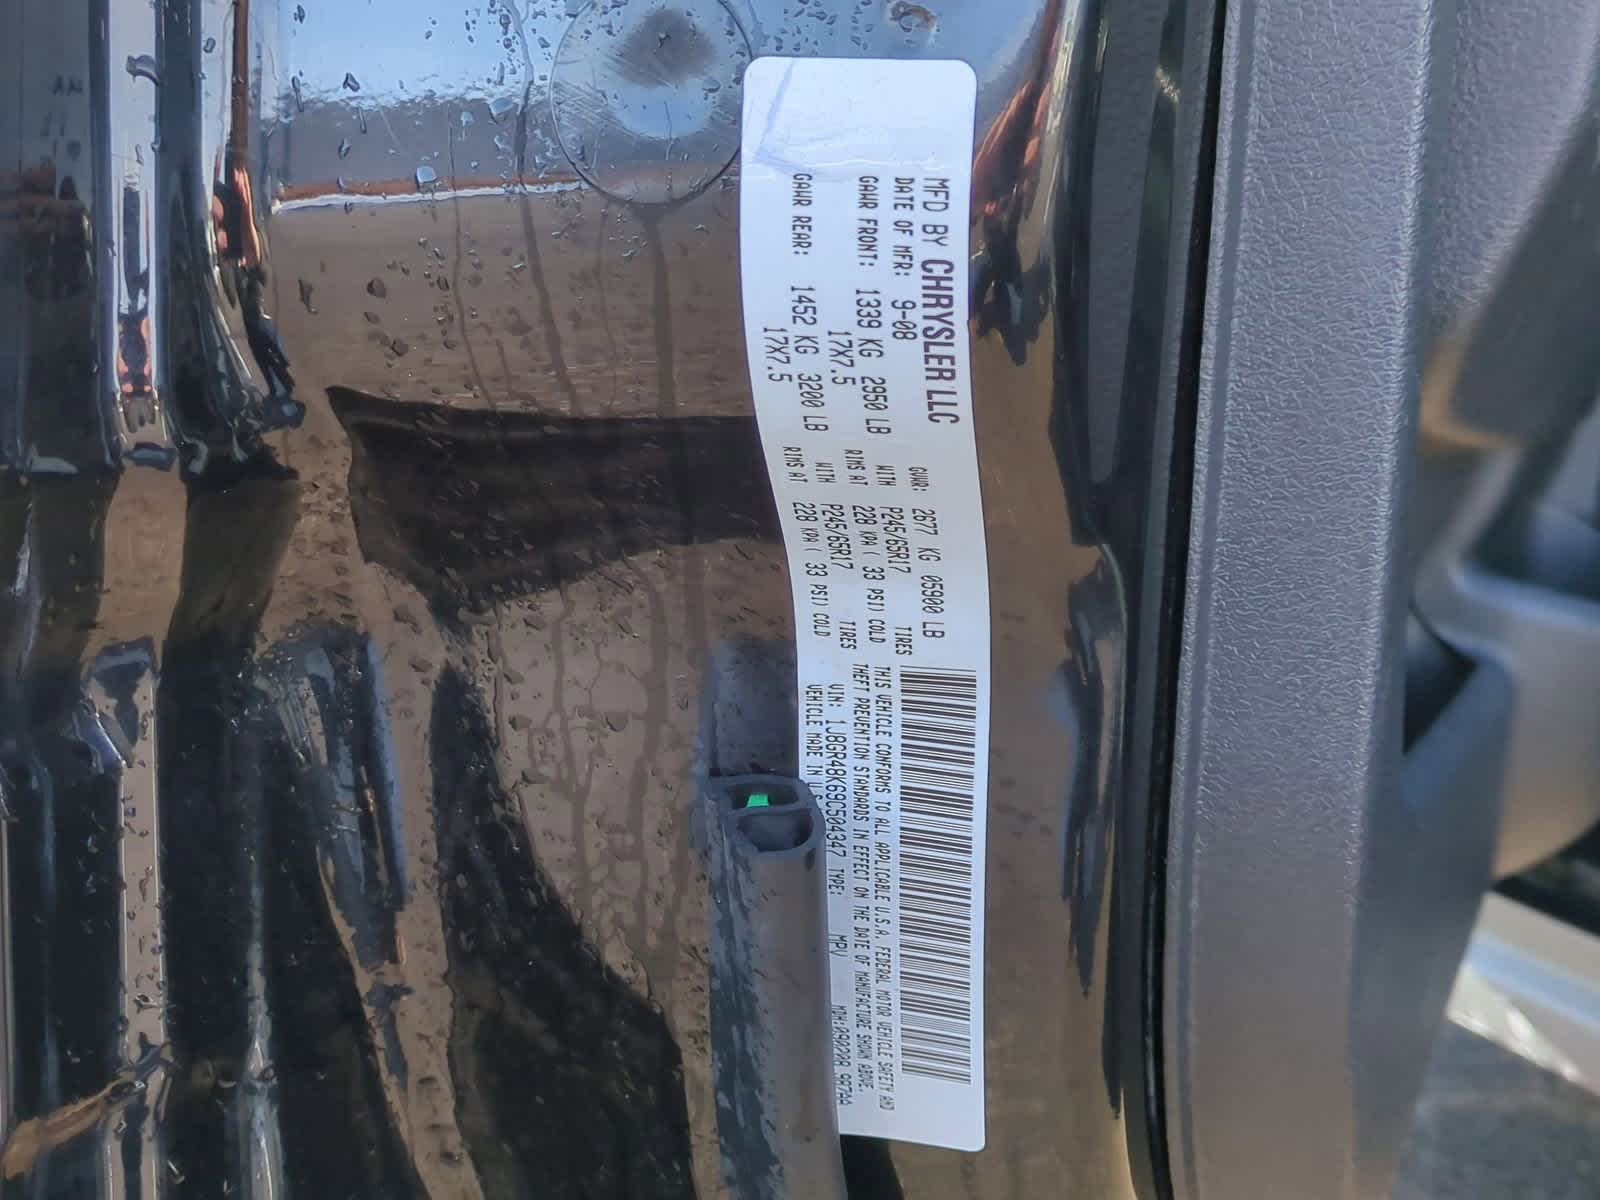 MFD BY CHRYSLER LLC
DATE OF MFR: 9-08 GVWR: 2677 KG 05900 LB
GAWR FRONT: 1339 KG 2950 LB WITH P245/65R17 TIRES
17X7.5 RIMS AT 228 KPA ( 33 PSI) COLD
GAWR REAR: 1452 KG 3200 LB WITH P245/65R17 TIRES
17X7.5 RIMS AT 228 KPA ( 33 PSI) COLD
THIS VEHICLE CONFORMS TO ALL APPLICABLE U.S.A. FEDERAL MOTOR VEHICLE SAFETY AND
THEFT PREVENTION STANDARDS IN EFFECT ON THE DATE OF MANUFACTURE SHOWN ABOVE.
VIN: 1J8GR48K69C504347 TYPE: MPV MDH:
VEHICLE MADE IN U.S